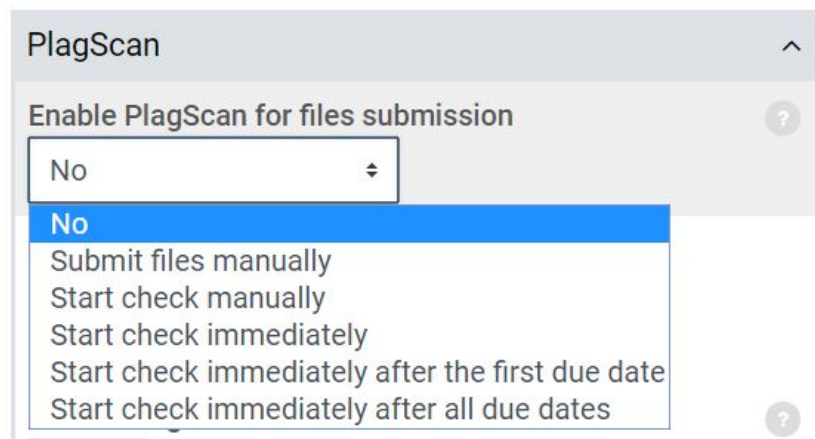 PlagScan
Enable PlagScan for files submission
?
No
No
Submit files manually
Start check manually
Start check immediately
Start check immediately after the first due date
Start check immediately after all due dates
?